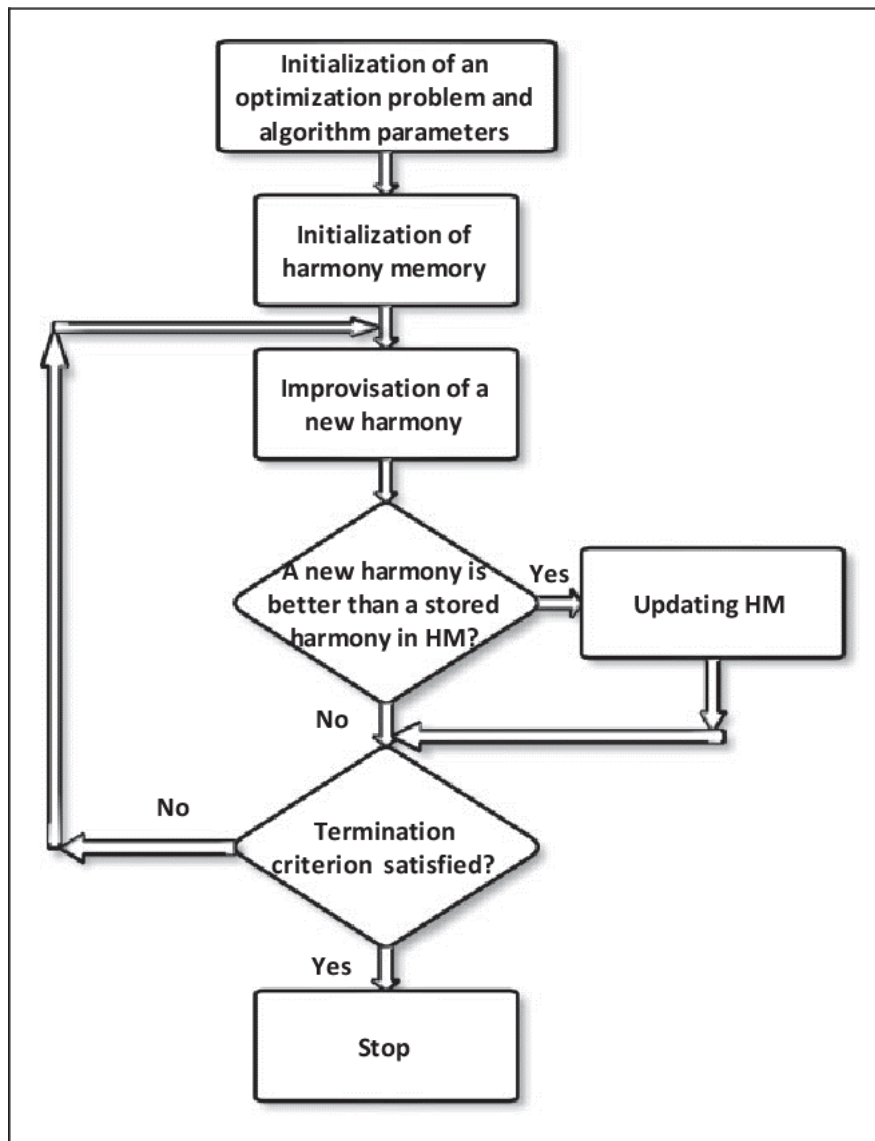 Initialization of an
optimization problem and
algorithm parameters
Initialization of
harmony memory
Improvisation of a
new harmony
A new harmony is
better than a stored
harmony in HM?
Yes
Updating HM
No
No
Termination
criterion satisfied?
Yes
Stop